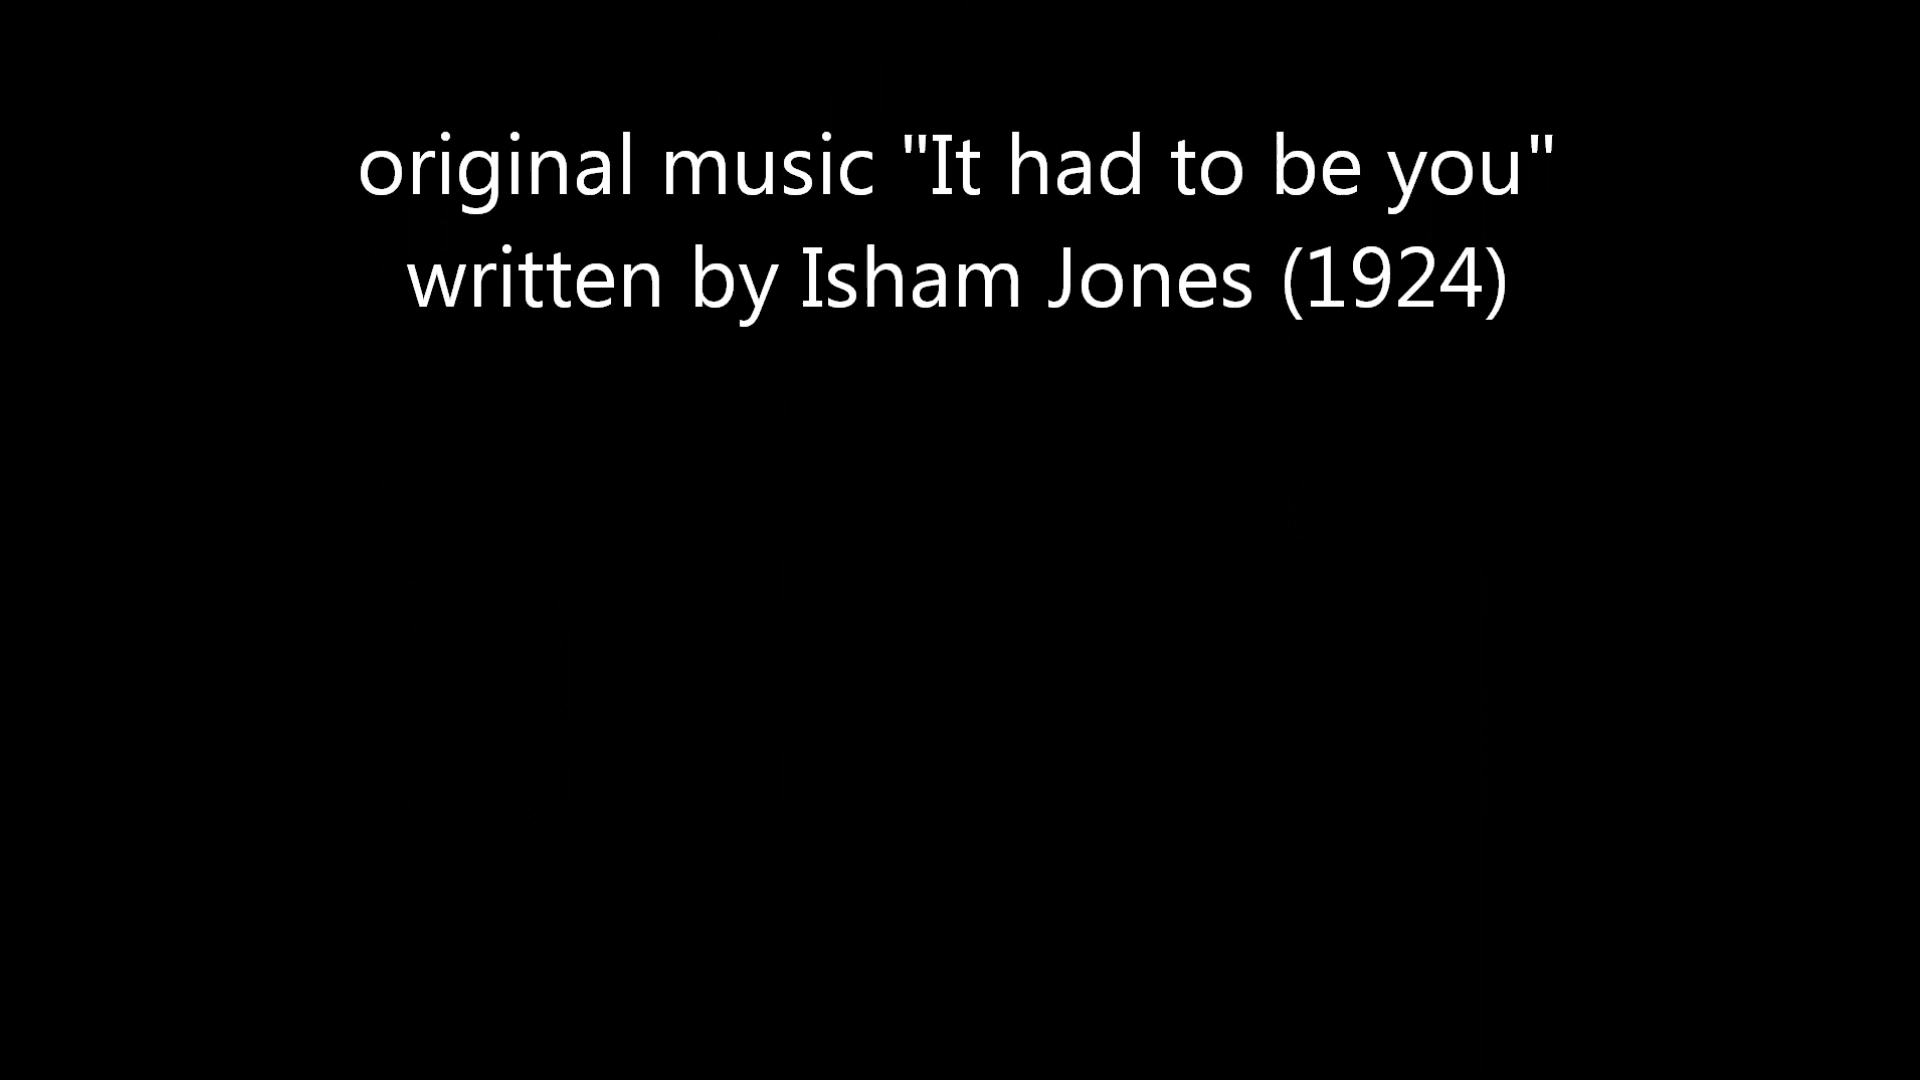 original music "It had to be you"
written by Isham Jones (1924)